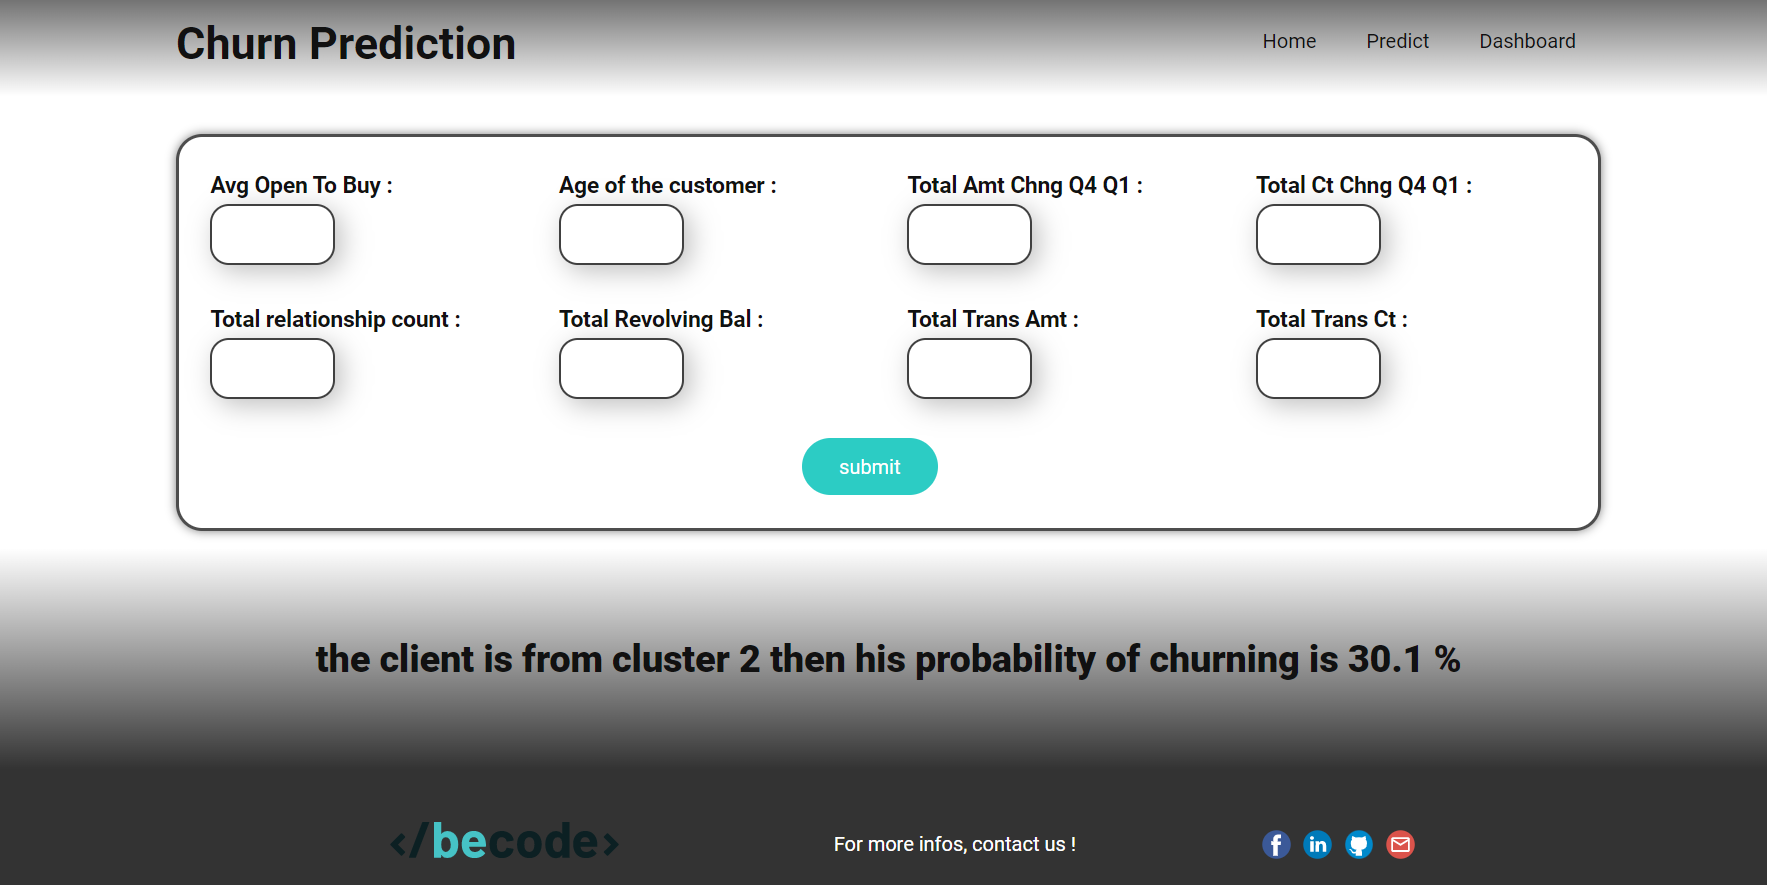 Churn Prediction
Home Predict Dashboard
Avg Open To Buy : Age of the customer : Total Amt Chng Q4 Q1 : Total Ct Chng Q4 Q1 :
Total relationship count : Total Revolving Bal : Total Trans Amt : Total Trans Ct :
submit
the client is from cluster 2 then his probability of churning is 30.1 %
</becode> For more infos, contact us ! f in